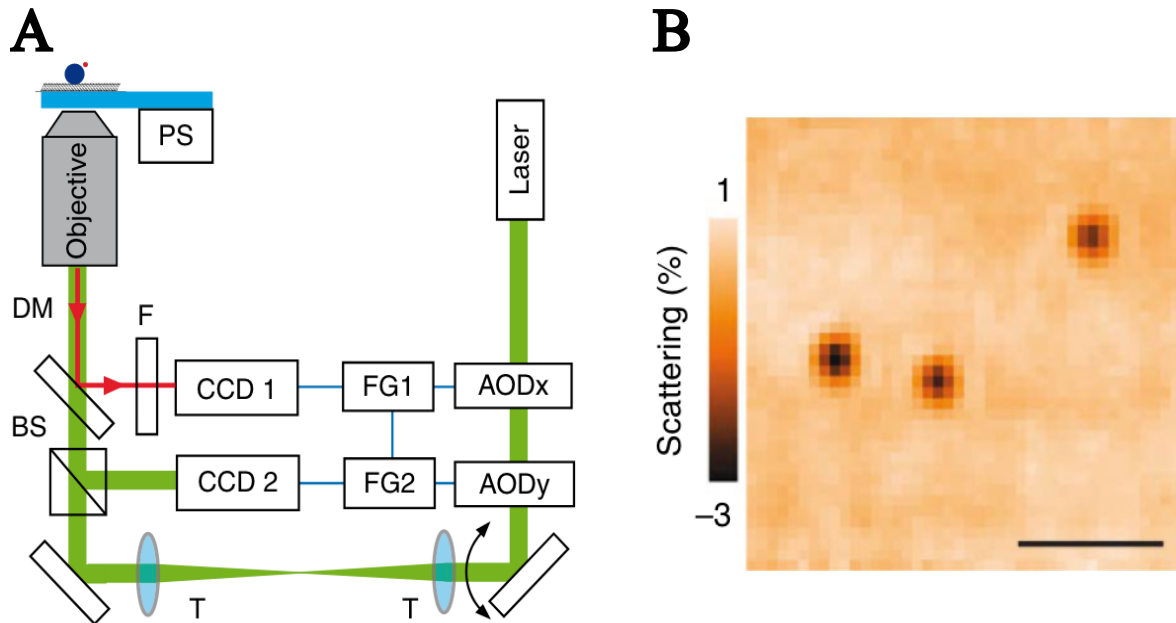 A
PS
Objective
Laser
DM
F
CCD 1
FG1
AODx
BS
CCD 2
FG2
AODy
T
T
B
1
Scattering (%)
–3